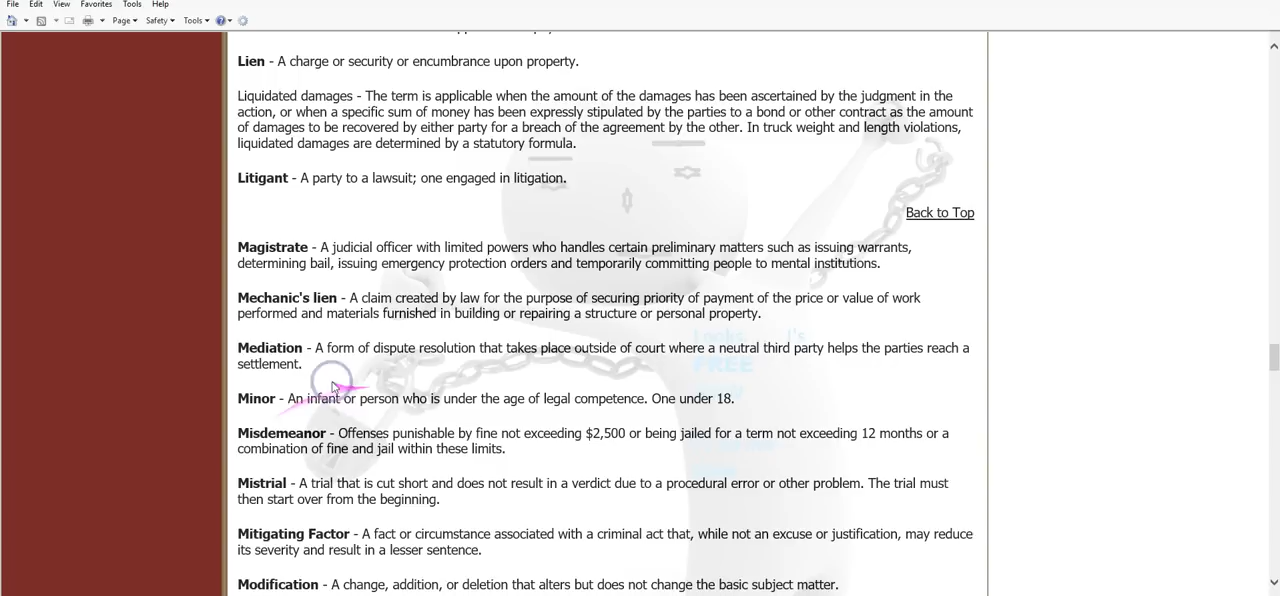 File Edit View Favorites Tools Help
Page Safety Tools
Lien - A charge or security or encumbrance upon property.
Liquidated damages - The term is applicable when the amount of the damages has been ascertained by the judgment in the
action, or when a specific sum of money has been expressly stipulated by the parties to a bond or other contract as the amount
of damages to be recovered by either party for a breach of the agreement by the other. In truck weight and length violations,
liquidated damages are determined by a statutory formula.
Litigant - A party to a lawsuit; one engaged in litigation.
Back to Top
Magistrate - A judicial officer with limited powers who handles certain preliminary matters such as issuing warrants,
determining bail, issuing emergency protection orders and temporarily committing people to mental institutions.
Mechanic's lien - A claim created by law for the purpose of securing priority of payment of the price or value of work
performed and materials furnished in building or repairing a structure or personal property.
Looks
FREE
Mediation - A form of dispute resolution that takes place outside of court where a neutral third party helps the parties reach a
settlement.
Minor - An infant or person who is under the age of legal competence. One under 18.
Misdemeanor - Offenses punishable by fine not exceeding $2,500 or being jailed for a term not exceeding 12 months or a
combination of fine and jail within these limits.
Mistrial - A trial that is cut short and does not result in a verdict due to a procedural error or other problem. The trial must
then start over from the beginning.
Mitigating Factor - A fact or circumstance associated with a criminal act that, while not an excuse or justification, may reduce
its severity and result in a lesser sentence.
Modification - A change, addition, or deletion that alters but does not change the basic subject matter.